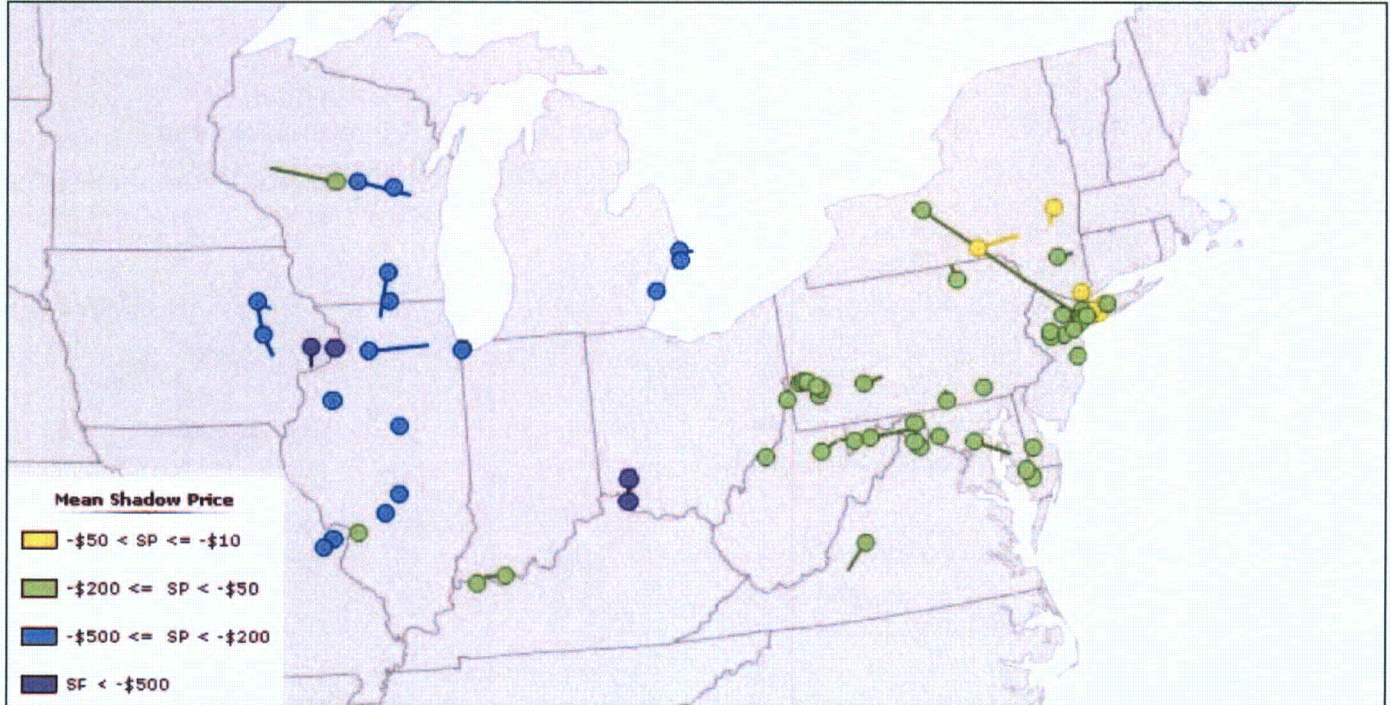 Mean Shadow Price
-$50 < SP <= -$10
-$200 <= SP < -$50
-$500 <= SP < -$200
SF < -$500